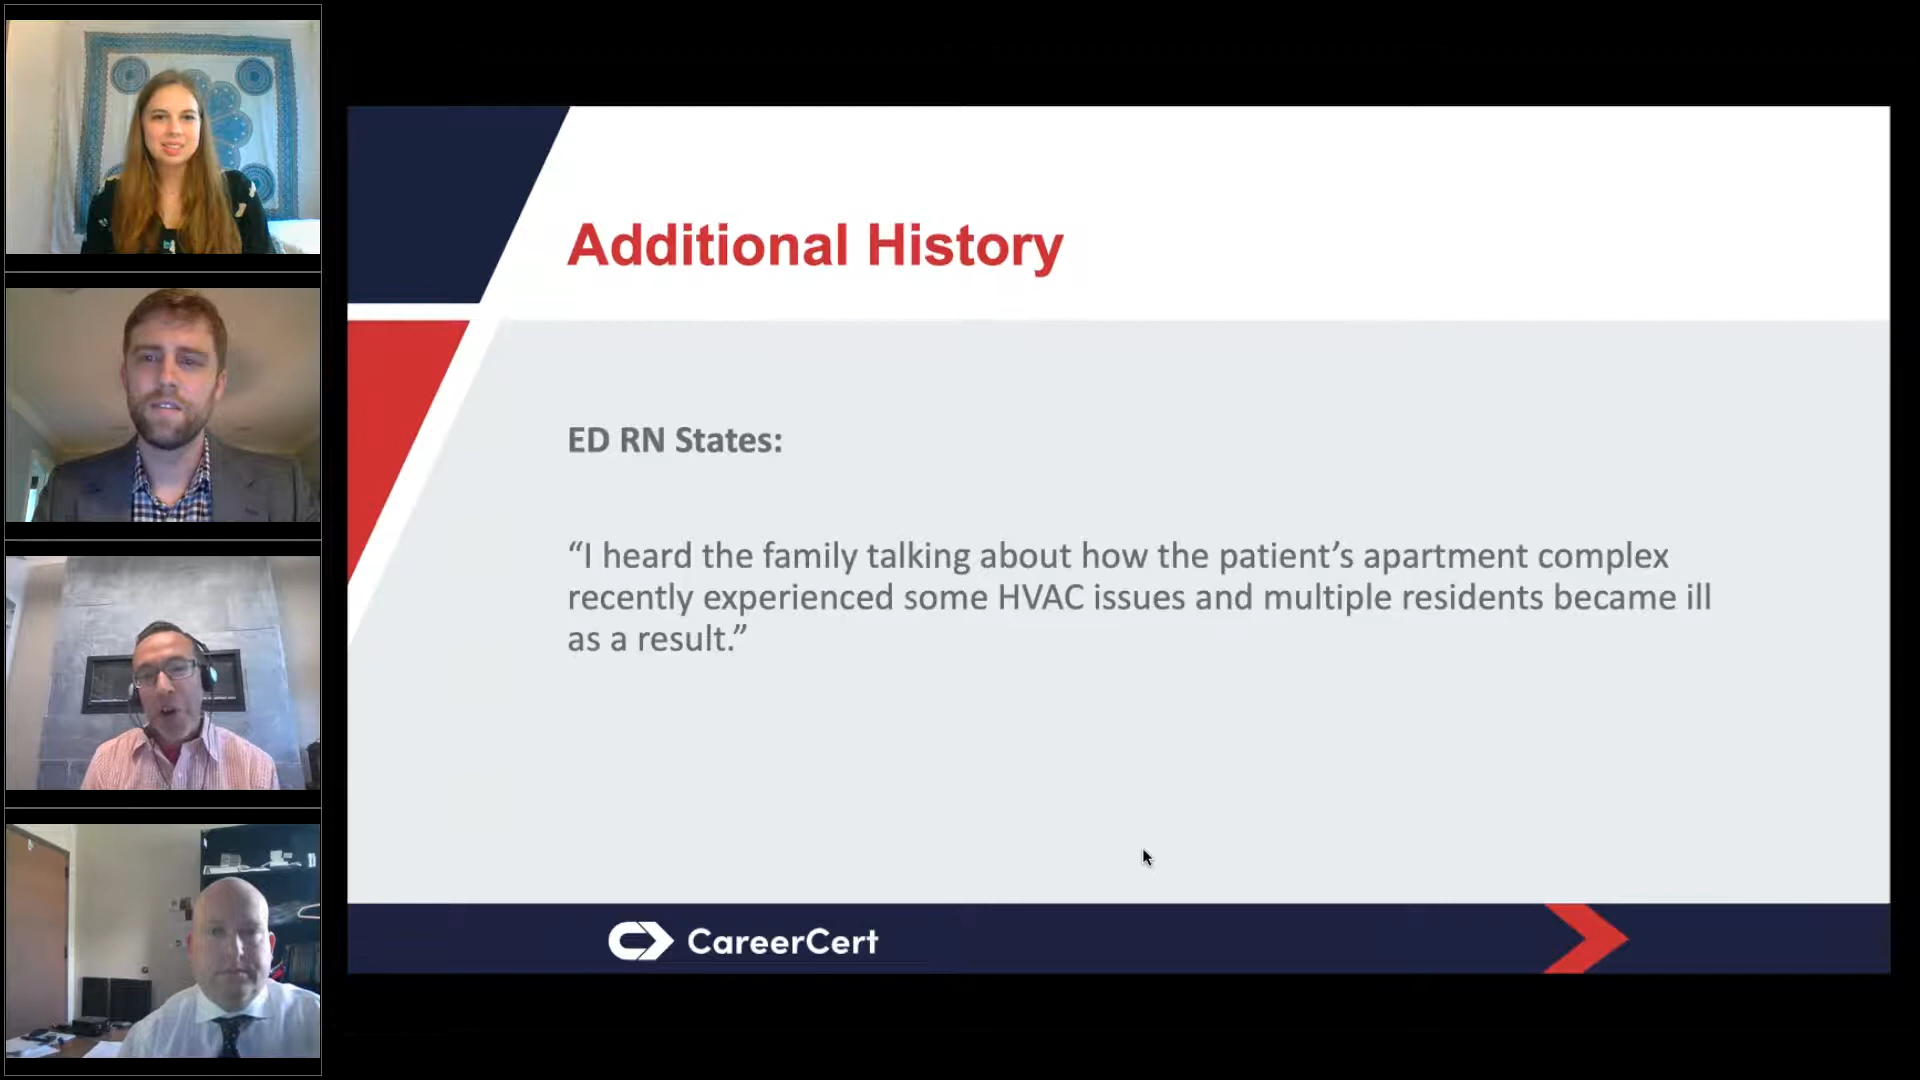 Additional History
ED RN States:
“I heard the family talking about how the patient’s apartment complex
recently experienced some HVAC issues and multiple residents became ill
as a result.”
CareerCert